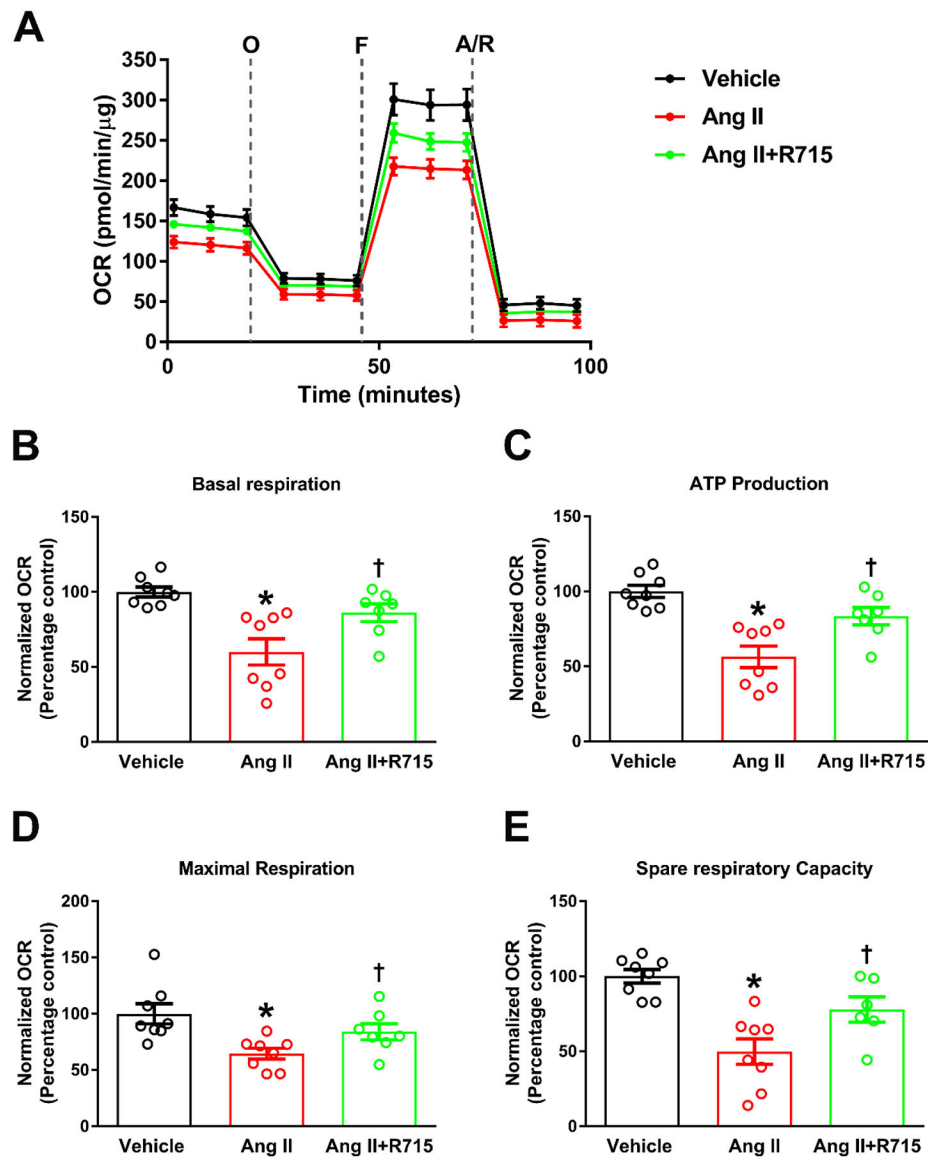 A
O
F
A/R
Vehicle
Ang II
Ang II+R715
350
300
250
200
150
100
50
0
OCR (pmol/min/µg)
0
50
100
Time (minutes)
B
Basal respiration
150
100
50
0
Normalized OCR
(Percentage control)
*
†
Vehicle
Ang II
Ang II+R715
C
ATP Production
150
100
50
0
Normalized OCR
(Percentage control)
*
†
Vehicle
Ang II
Ang II+R715
D
Maximal Respiration
200
150
100
50
0
Normalized OCR
(Percentage control)
*
†
Vehicle
Ang II
Ang II+R715
E
Spare respiratory Capacity
150
100
50
0
Normalized OCR
(Percentage control)
*
†
Vehicle
Ang II
Ang II+R715